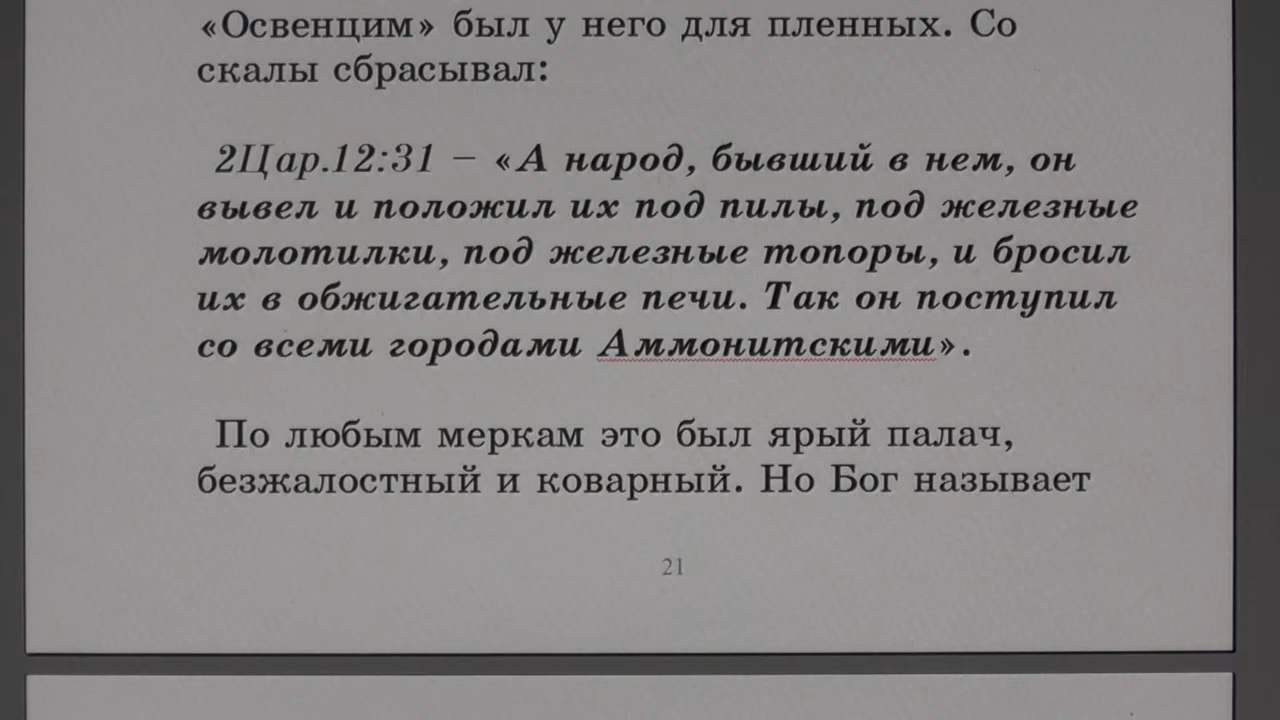 «Освенцим» был у него для пленных. Со
скалы сбрасывал:
2Цар.12:31 – «А народ, бывший в нем, он
вывел и положил их под пилы, под железные
молотилки, под железные топоры, и бросил
их в обжигательные печи. Так он поступил
со всеми городами Аммонитскими».
По любым меркам это был ярый палач,
безжалостный и коварный. Но Бог называет
21